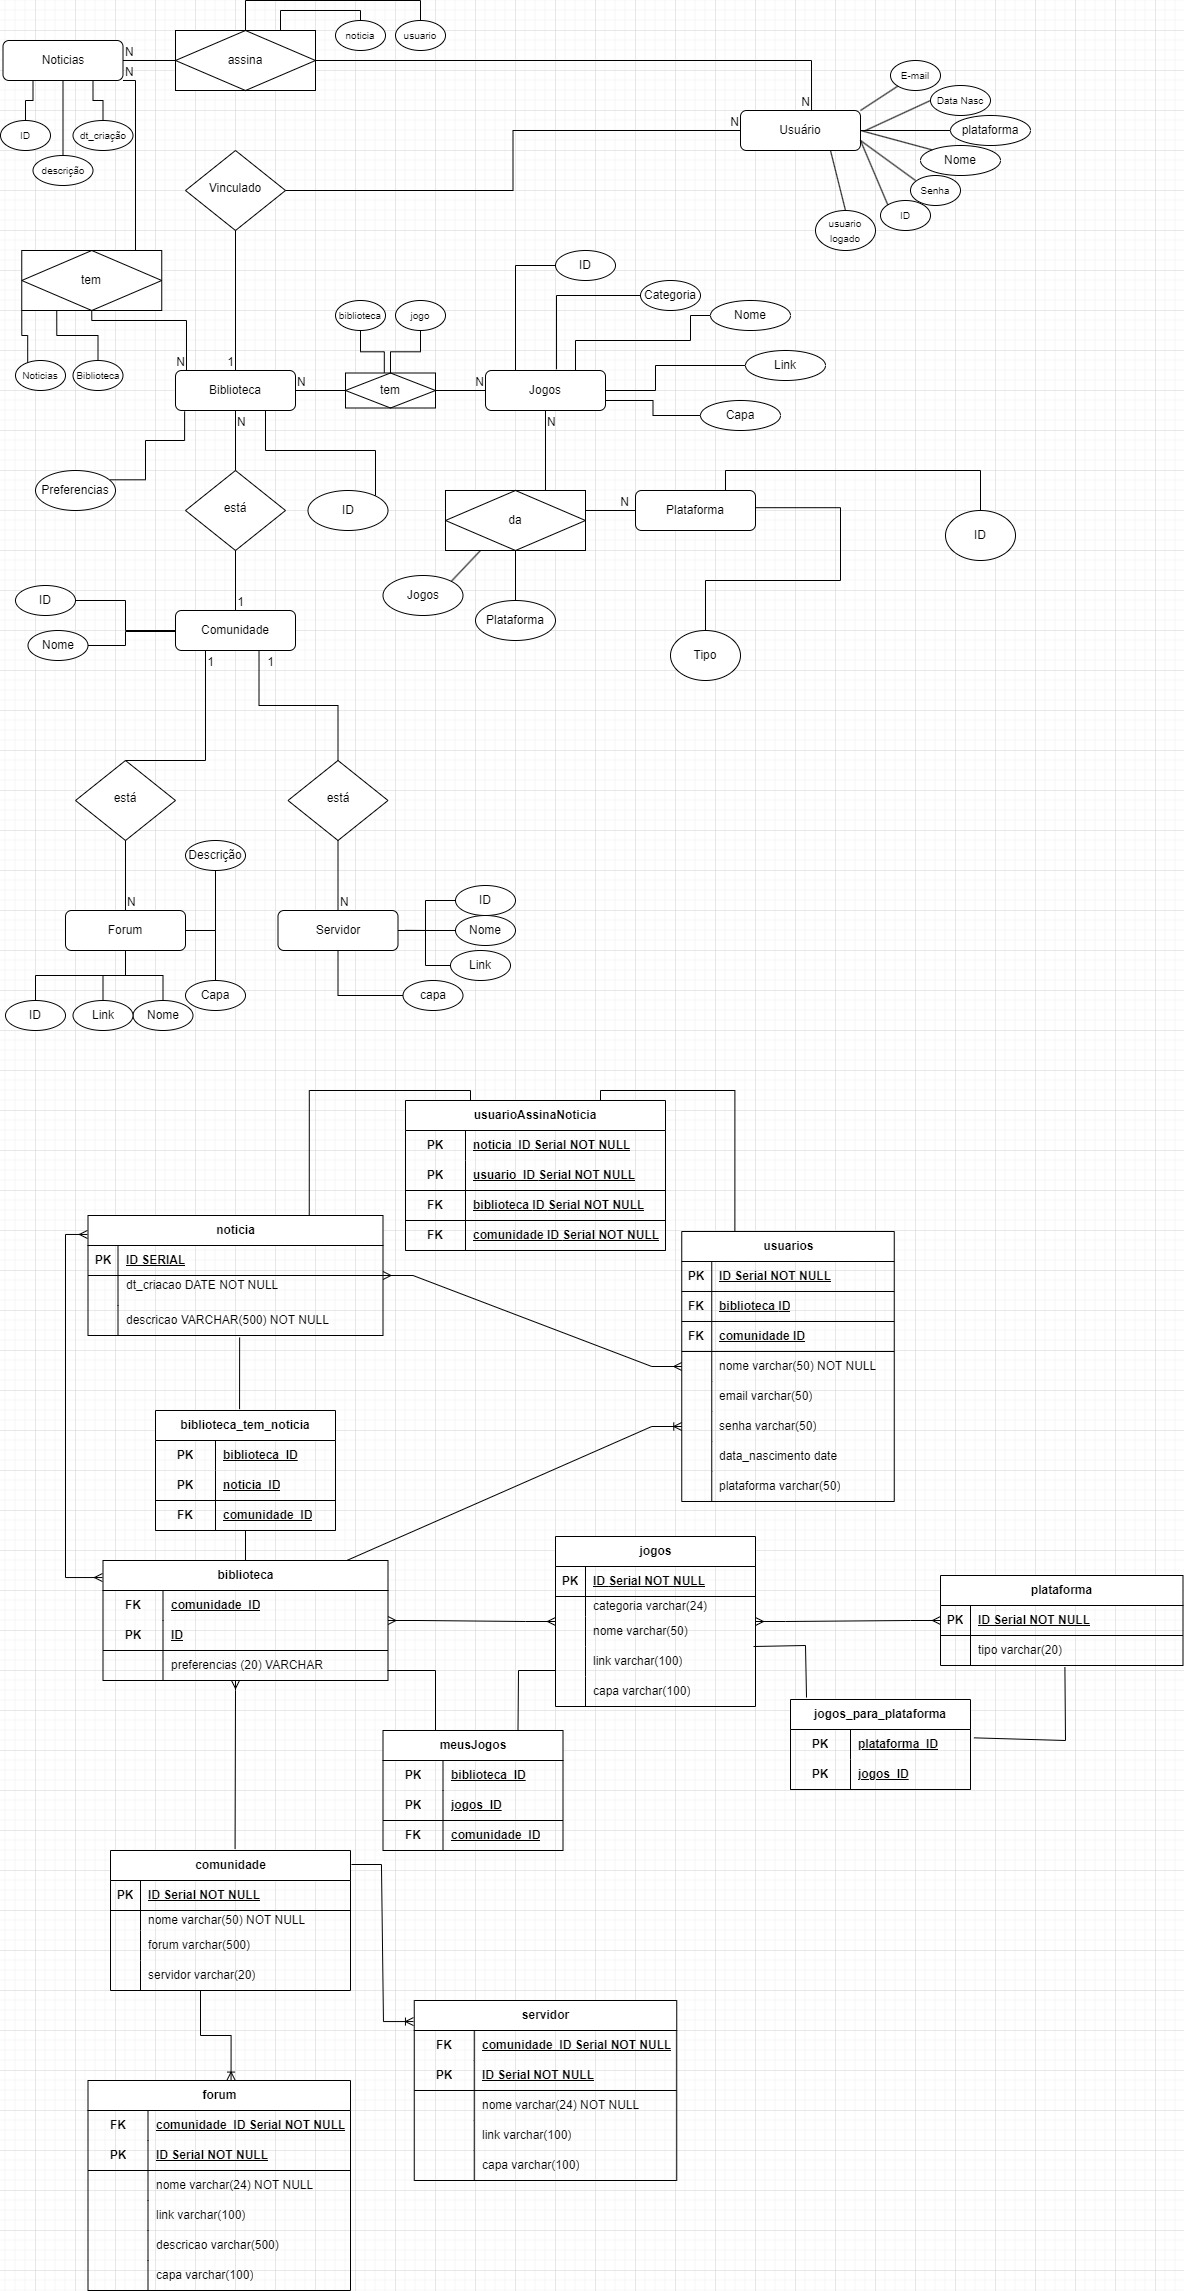 noticia
usuario
Noticias
N
assina
N
ID
dt_criação
descrição
N
E-mail
Data Nasc
N
Usuário
plataforma
Nome
Senha
ID
usuario
logado
Vinculado
tem
ID
Categoria
Nome
biblioteca
jogo
Link
Noticias
Biblioteca
N
1
Biblioteca
N
tem
N
Jogos
Capa
N
N
Preferencias
está
ID
da
N
Plataforma
ID
Jogos
Plataforma
ID
1
Nome
Comunidade
Tipo
1
1
está
está
Descrição
N
N
Forum
Servidor
ID
Nome
Link
Capa
capa
ID
Link
Nome
usuarioAssinaNoticia
PK noticia_ID Serial NOT NULL
PK usuario_ID Serial NOT NULL
FK biblioteca ID Serial NOT NULL
FK comunidade ID Serial NOT NULL
noticia
PK ID SERIAL
dt_criacao DATE NOT NULL
descricao VARCHAR(500) NOT NULL
usuarios
PK ID Serial NOT NULL
FK biblioteca ID
FK comunidade ID
nome varchar(50) NOT NULL
email varchar(50)
senha varchar(50)
data_nascimento date
plataforma varchar(50)
biblioteca_tem_noticia
PK biblioteca_ID
PK noticia_ID
FK comunidade_ID
biblioteca
FK comunidade_ID
PK ID
preferencias (20) VARCHAR
jogos
PK ID Serial NOT NULL
categoria varchar(24)
nome varchar(50)
link varchar(100)
capa varchar(100)
plataforma
PK ID Serial NOT NULL
tipo varchar(20)
jogos_para_plataforma
PK plataforma_ID
PK jogos_ID
meusJogos
PK biblioteca_ID
PK jogos_ID
FK comunidade_ID
comunidade
PK ID Serial NOT NULL
nome varchar(50) NOT NULL
forum varchar(500)
servidor varchar(20)
servidor
FK comunidade_ID Serial NOT NULL
PK ID Serial NOT NULL
nome varchar(24) NOT NULL
link varchar(100)
capa varchar(100)
forum
FK comunidade_ID Serial NOT NULL
PK ID Serial NOT NULL
nome varchar(24) NOT NULL
link varchar(100)
descricao varchar(500)
capa varchar(100)